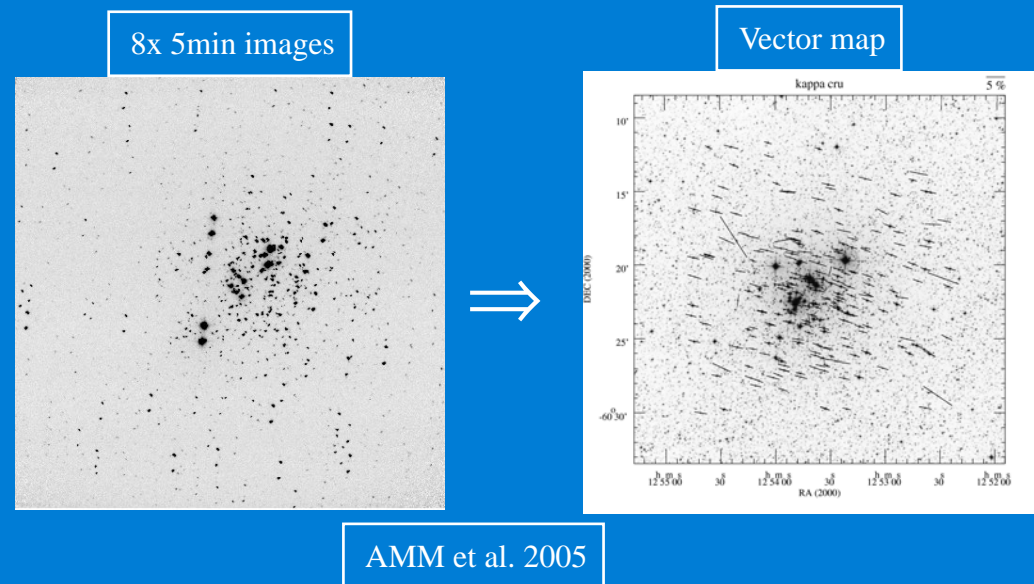 8x 5min images
Vector map
kappa cru
5 %
10'
15'
20'
25'
-60° 30'
DEC (2000)
h m s
12 55 00
30
h m s
12 54 00
30
h m s
12 53 00
30
h m s
12 52 00
RA (2000)
AMM et al. 2005